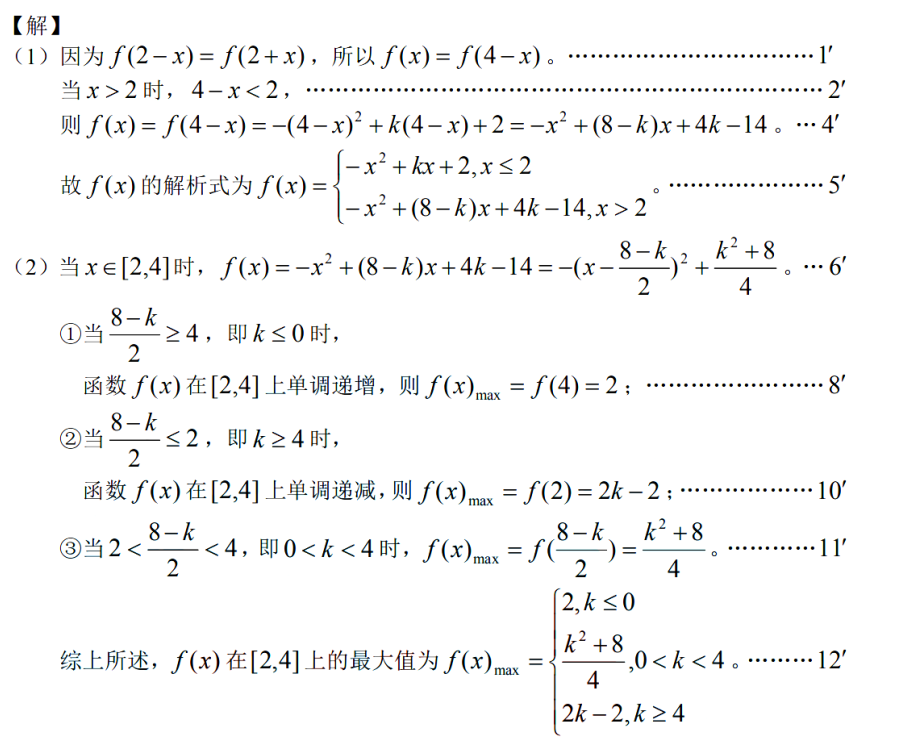 【解】
（1）因为 f(2−x) = f(2+x)，所以 f(x) = f(4−x)。………………………………1′
当 x > 2 时，4−x < 2，……………………………………………………………2′
则 f(x) = f(4−x) = −(4−x)² + k(4−x) + 2 = −x² + (8−k)x + 4k −14。…4′
故 f(x) 的解析式为 f(x) = { −x² + kx + 2, x ≤ 2 ; −x² + (8−k)x + 4k −14, x > 2 。…………………5′
（2）当 x∈[2,4] 时，f(x) = −x² + (8−k)x + 4k −14 = −(x − (8−k)/2)² + (k²+8)/4。…6′
①当 (8−k)/2 ≥ 4，即 k ≤ 0 时，
函数 f(x) 在 [2,4] 上单调递增，则 f(x)max = f(4) = 2；……………………8′
②当 (8−k)/2 ≤ 2，即 k ≥ 4 时，
函数 f(x) 在 [2,4] 上单调递减，则 f(x)max = f(2) = 2k − 2；………………10′
③当 2 < (8−k)/2 < 4，即 0 < k < 4 时，f(x)max = f((8−k)/2) = (k²+8)/4。…………11′
综上所述，f(x) 在 [2,4] 上的最大值为 f(x)max = { 2, k ≤ 0 ; (k²+8)/4, 0 < k < 4 ; 2k − 2, k ≥ 4 。………12′